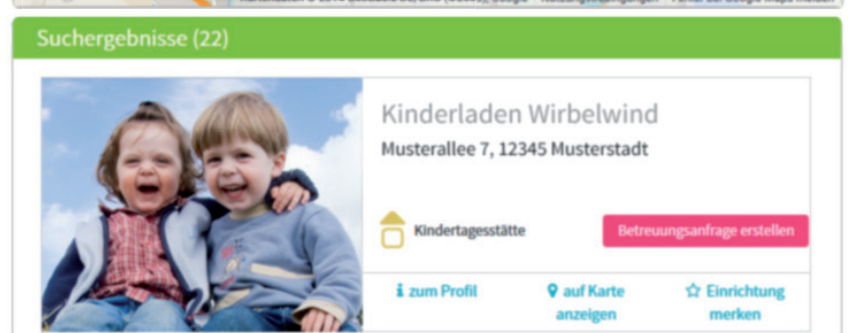 Suchergebnisse (22)
Kinderladen Wirbelwind
Musterallee 7, 12345 Musterstadt
Kindertagesstätte
Betreuungsanfrage erstellen
zum Profil
auf Karte
anzeigen
Einrichtung
merken